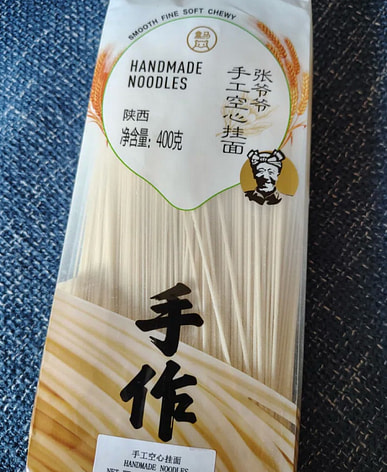 SMOOTH FINE SOFT CHEWY
HANDMADE
NOODLES
张爷爷
手工空心挂面
陕西
净含量：400克
手作
手工空心挂面
HANDMADE NOODLES